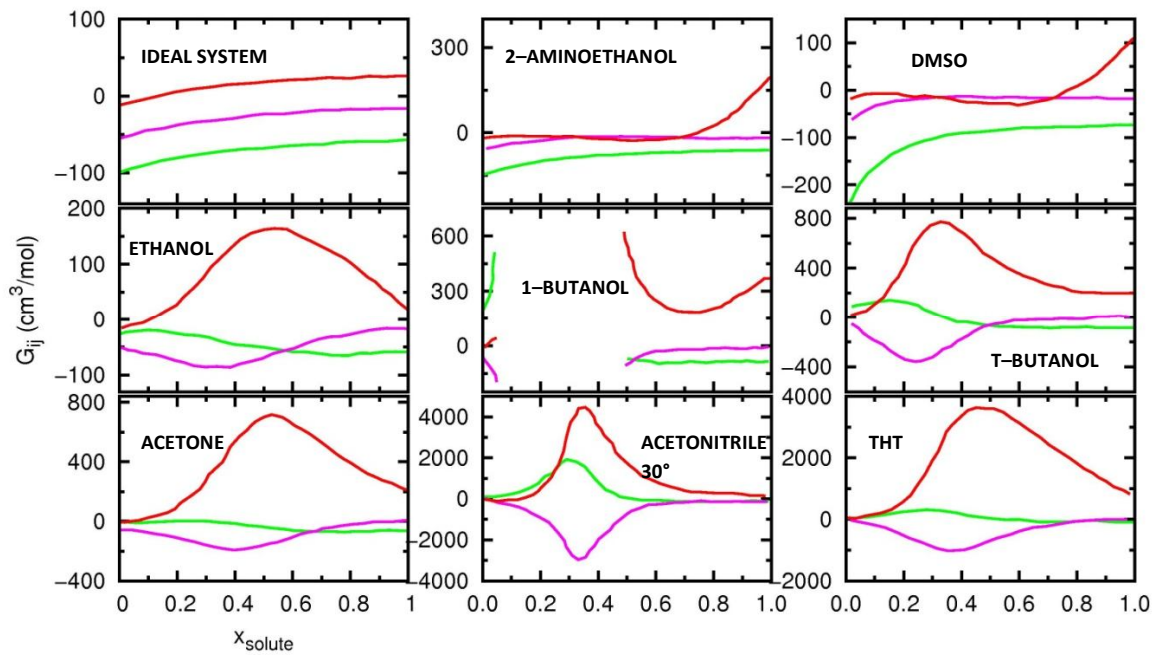 100
0
−100
IDEAL SYSTEM
300
0
2−AMINOETHANOL
100
0
−100
−200
DMSO
200
100
0
−100
ETHANOL
600
300
0
1−BUTANOL
800
400
0
−400
T−BUTANOL
G_ij (cm³/mol)
800
400
0
−400
ACETONE
4000
2000
0
−2000
−4000
ACETONITRILE
30°
4000
2000
0
−2000
THT
0 0.2 0.4 0.6 0.8 1
0.0 0.2 0.4 0.6 0.8 1.0
0.0 0.2 0.4 0.6 0.8 1.0
x_solute